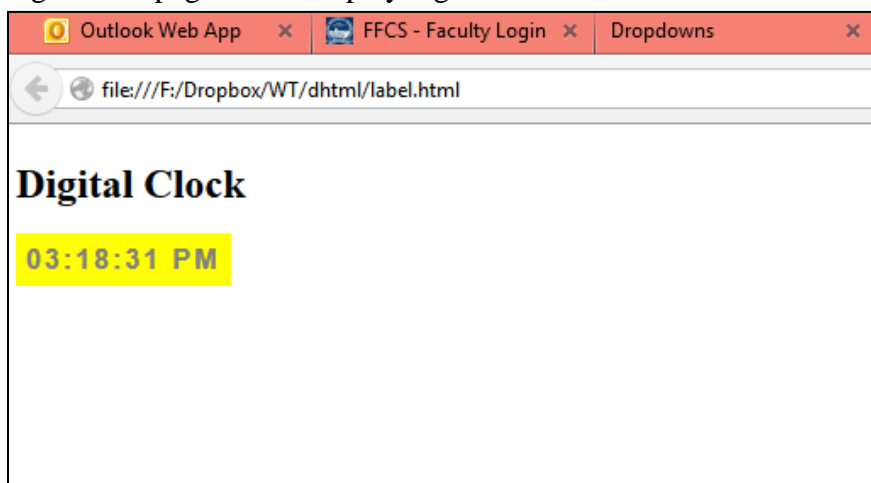 Outlook Web App × FFCS - Faculty Login × Dropdowns ×
file:///F:/Dropbox/WT/dhtml/label.html
Digital Clock
03:18:31 PM